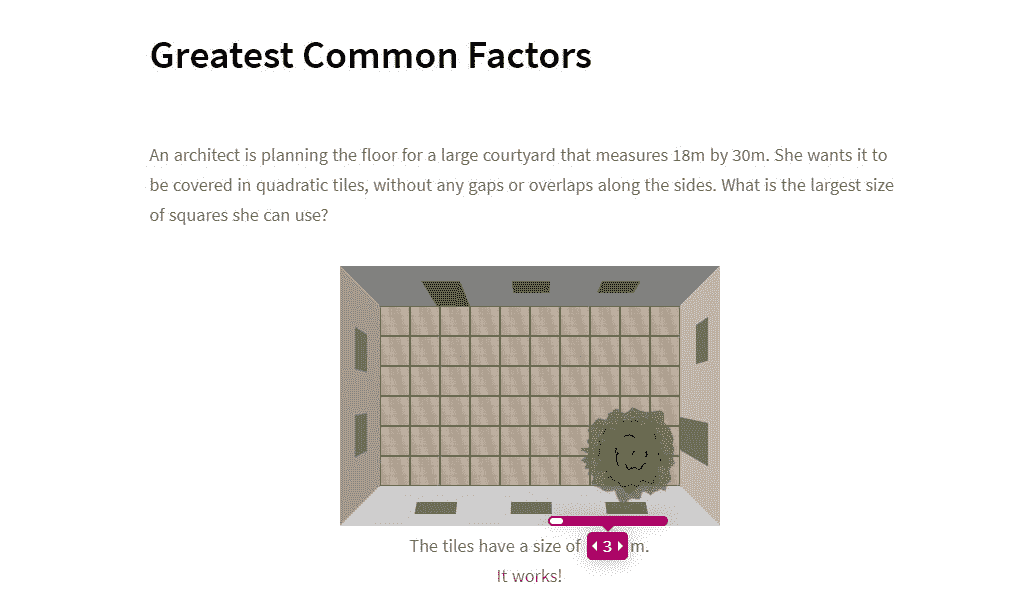 Greatest Common Factors
An architect is planning the floor for a large courtyard that measures 18m by 30m. She wants it to
be covered in quadratic tiles, without any gaps or overlaps along the sides. What is the largest size
of squares she can use?
The tiles have a size of 3 m.
It works!